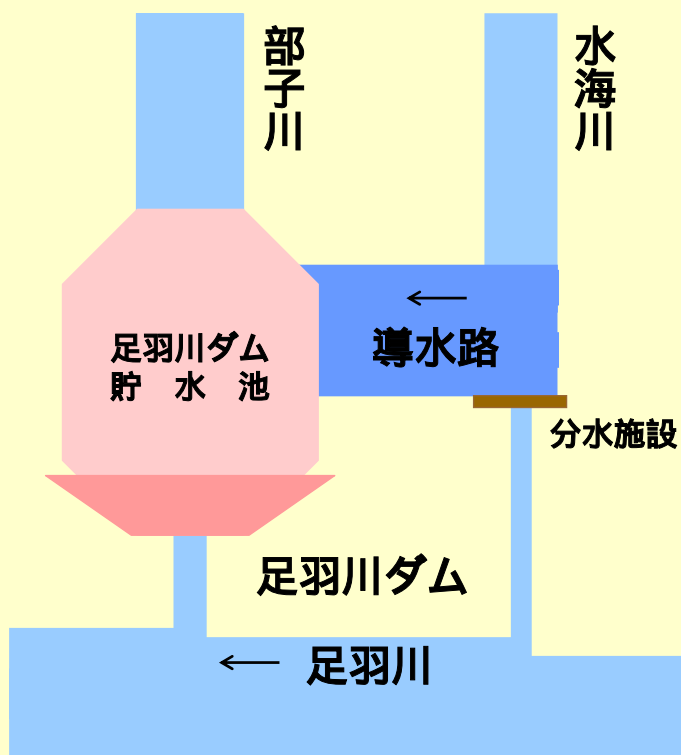 部子川
水海川
導水路
足羽川ダム
貯　水　池
分水施設
足羽川ダム
足羽川